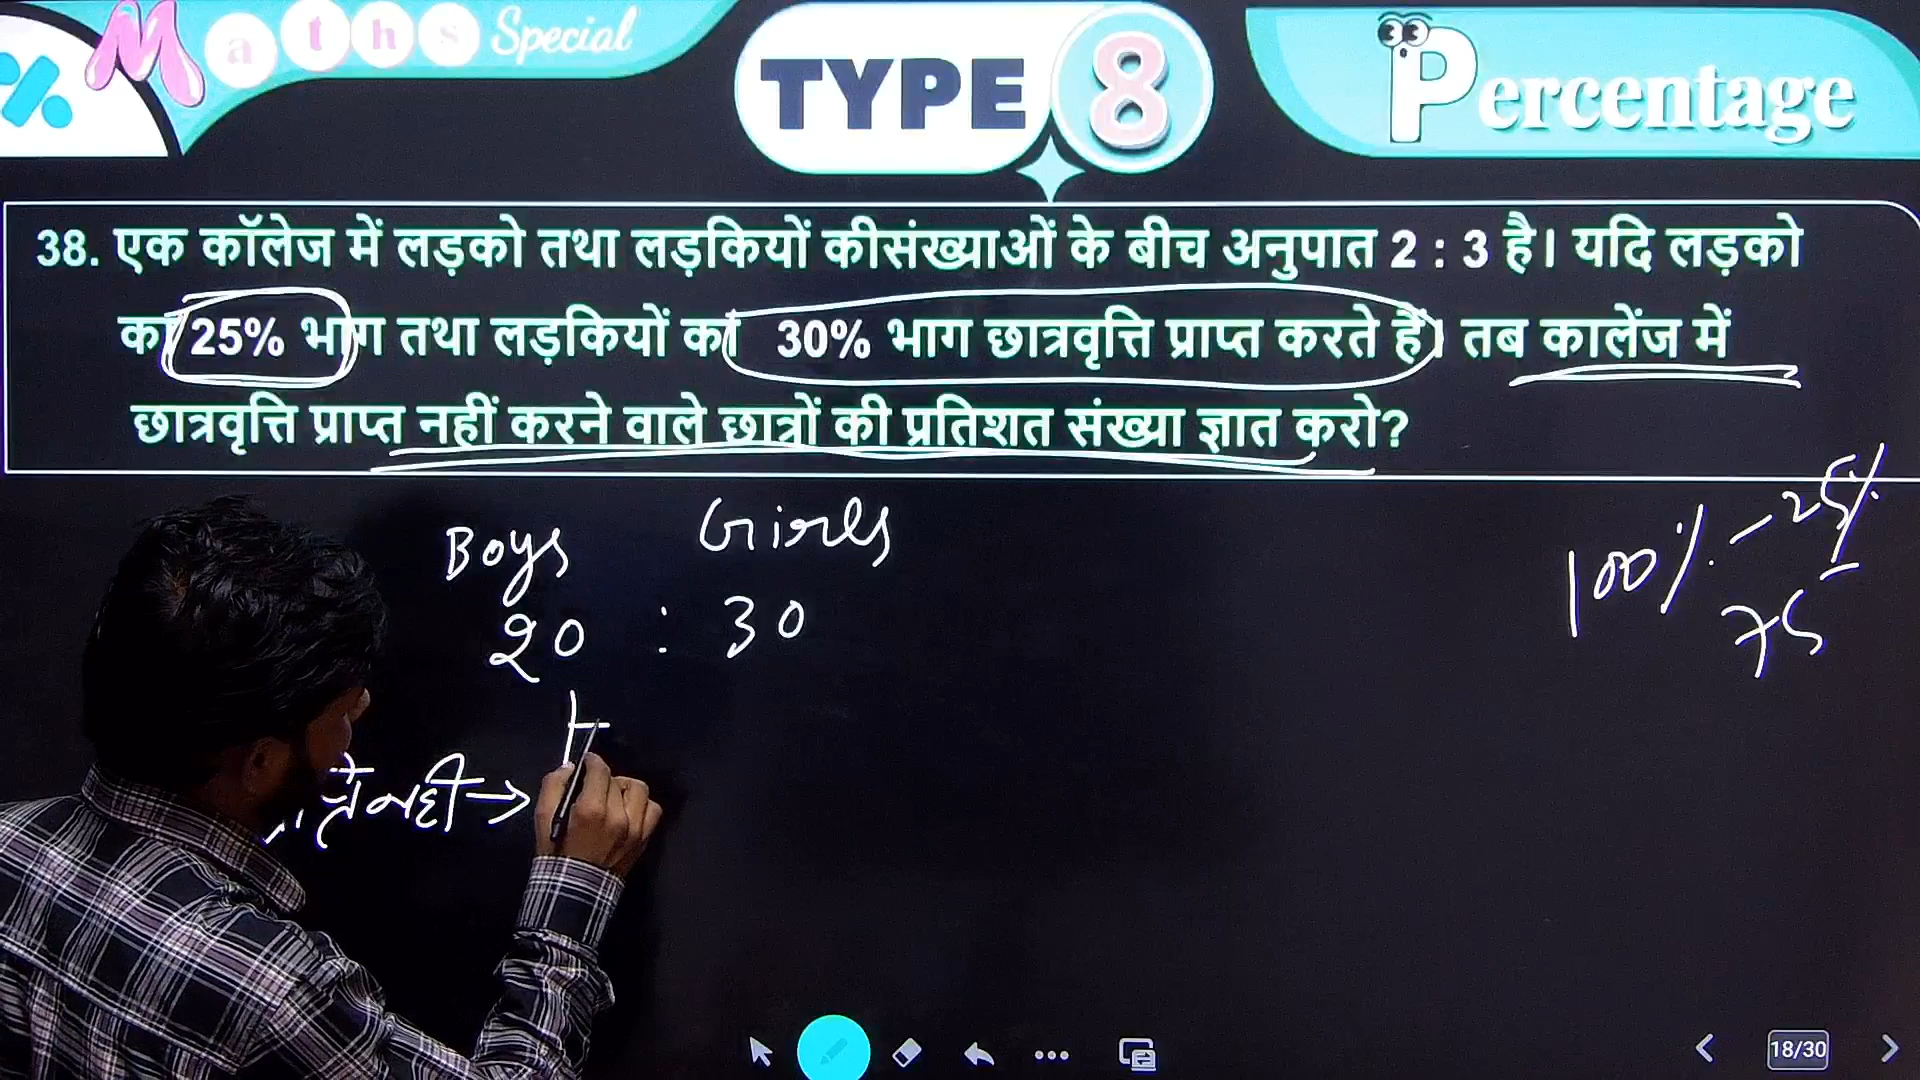 %
Maths Special
TYPE 8
Percentage
38. एक कॉलेज में लड़को तथा लड़कियों कीसंख्याओं के बीच अनुपात 2 : 3 है। यदि लड़को
का 25% भाग तथा लड़कियों का 30% भाग छात्रवृत्ति प्राप्त करते हैं। तब कालेंज में
छात्रवृत्ति प्राप्त नहीं करने वाले छात्रों की प्रतिशत संख्या ज्ञात करो?
Boys Girls
20 : 30
100% - 25%
75
नही →
18/30